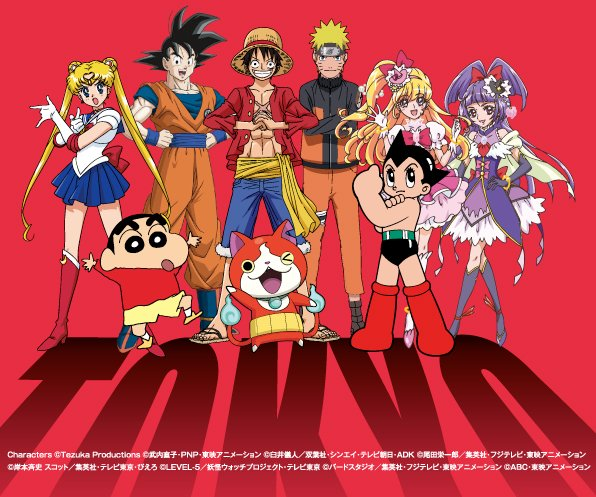 TOKYO
Characters ©Tezuka Productions ©武内直子・PNP・東映アニメーション ©臼井儀人／双葉社・シンエイ・テレビ朝日・ADK ©尾田栄一郎／集英社・フジテレビ・東映アニメーション
©岸本斉史 スコット／集英社・テレビ東京・ぴえろ ©LEVEL-5／妖怪ウォッチプロジェクト・テレビ東京 ©バードスタジオ／集英社・フジテレビ・東映アニメーション ©ABC・東映アニメーション